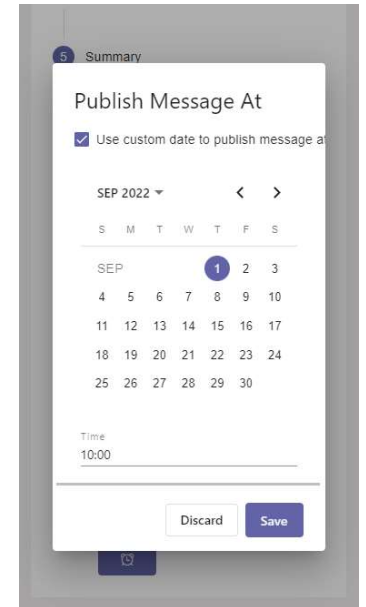 5 Summary
Publish Message At
Use custom date to publish message a
SEP 2022
S M T W T F S
SEP 1 2 3
4 5 6 7 8 9 10
11 12 13 14 15 16 17
18 19 20 21 22 23 24
25 26 27 28 29 30
Time
10:00
Discard Save